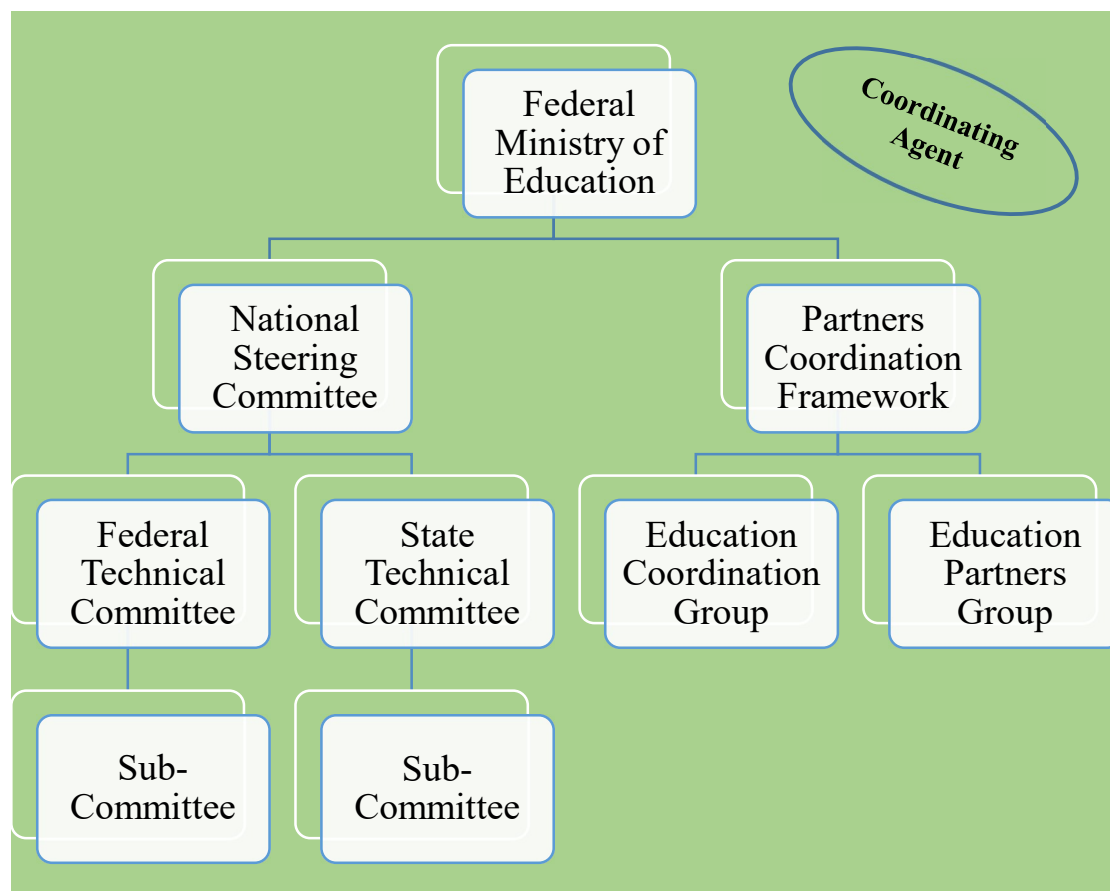 Federal
Ministry of
Education
Coordinating
Agent
National
Steering
Committee
Partners
Coordination
Framework
Federal
Technical
Committee
State
Technical
Committee
Education
Coordination
Group
Education
Partners
Group
Sub-
Committee
Sub-
Committee